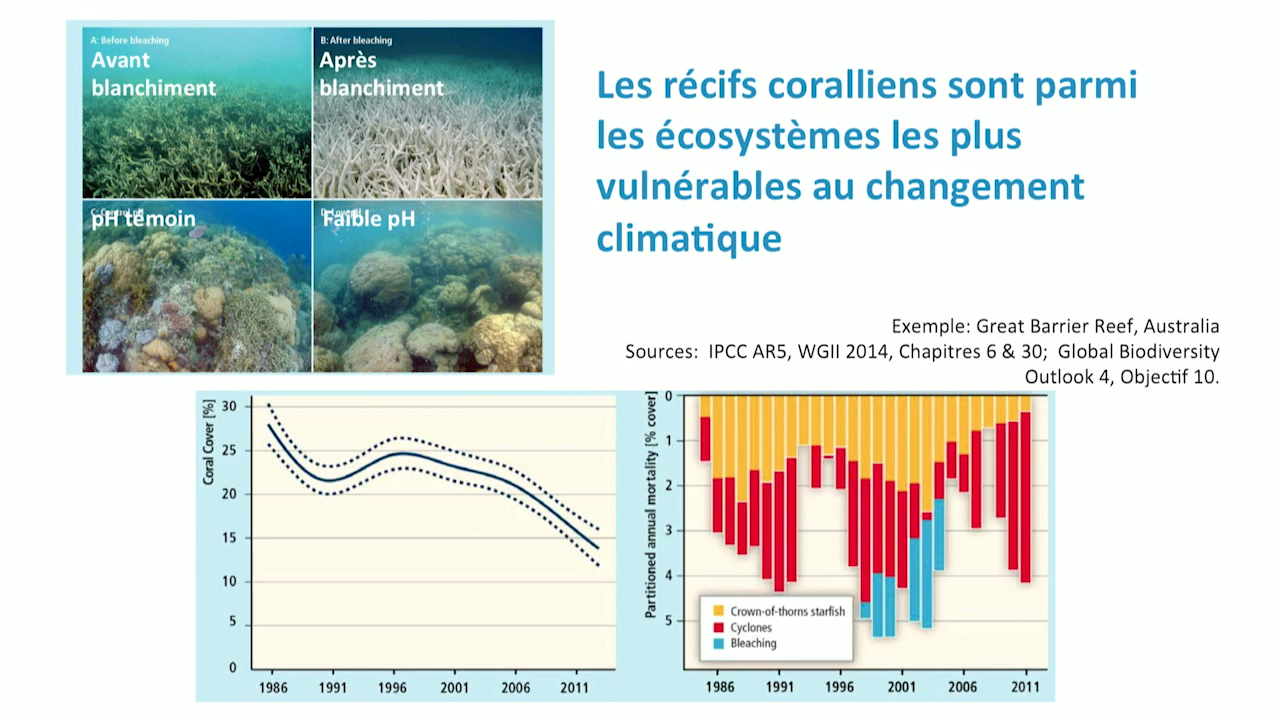 A: Before bleaching
Avant
blanchiment
B: After bleaching
Après
blanchiment
pH témoin
Faible pH
Les récifs coralliens sont parmi
les écosystèmes les plus
vulnérables au changement
climatique
Exemple: Great Barrier Reef, Australia
Sources: IPCC AR5, WGII 2014, Chapitres 6 & 30; Global Biodiversity
Outlook 4, Objectif 10.
Coral Cover [%]
30
25
20
15
10
5
0
1986 1991 1996 2001 2006 2011
Partitioned annual mortality [% cover]
0
1
2
3
4
5
Crown-of-thorns starfish
Cyclones
Bleaching
1986 1991 1996 2001 2006 2011